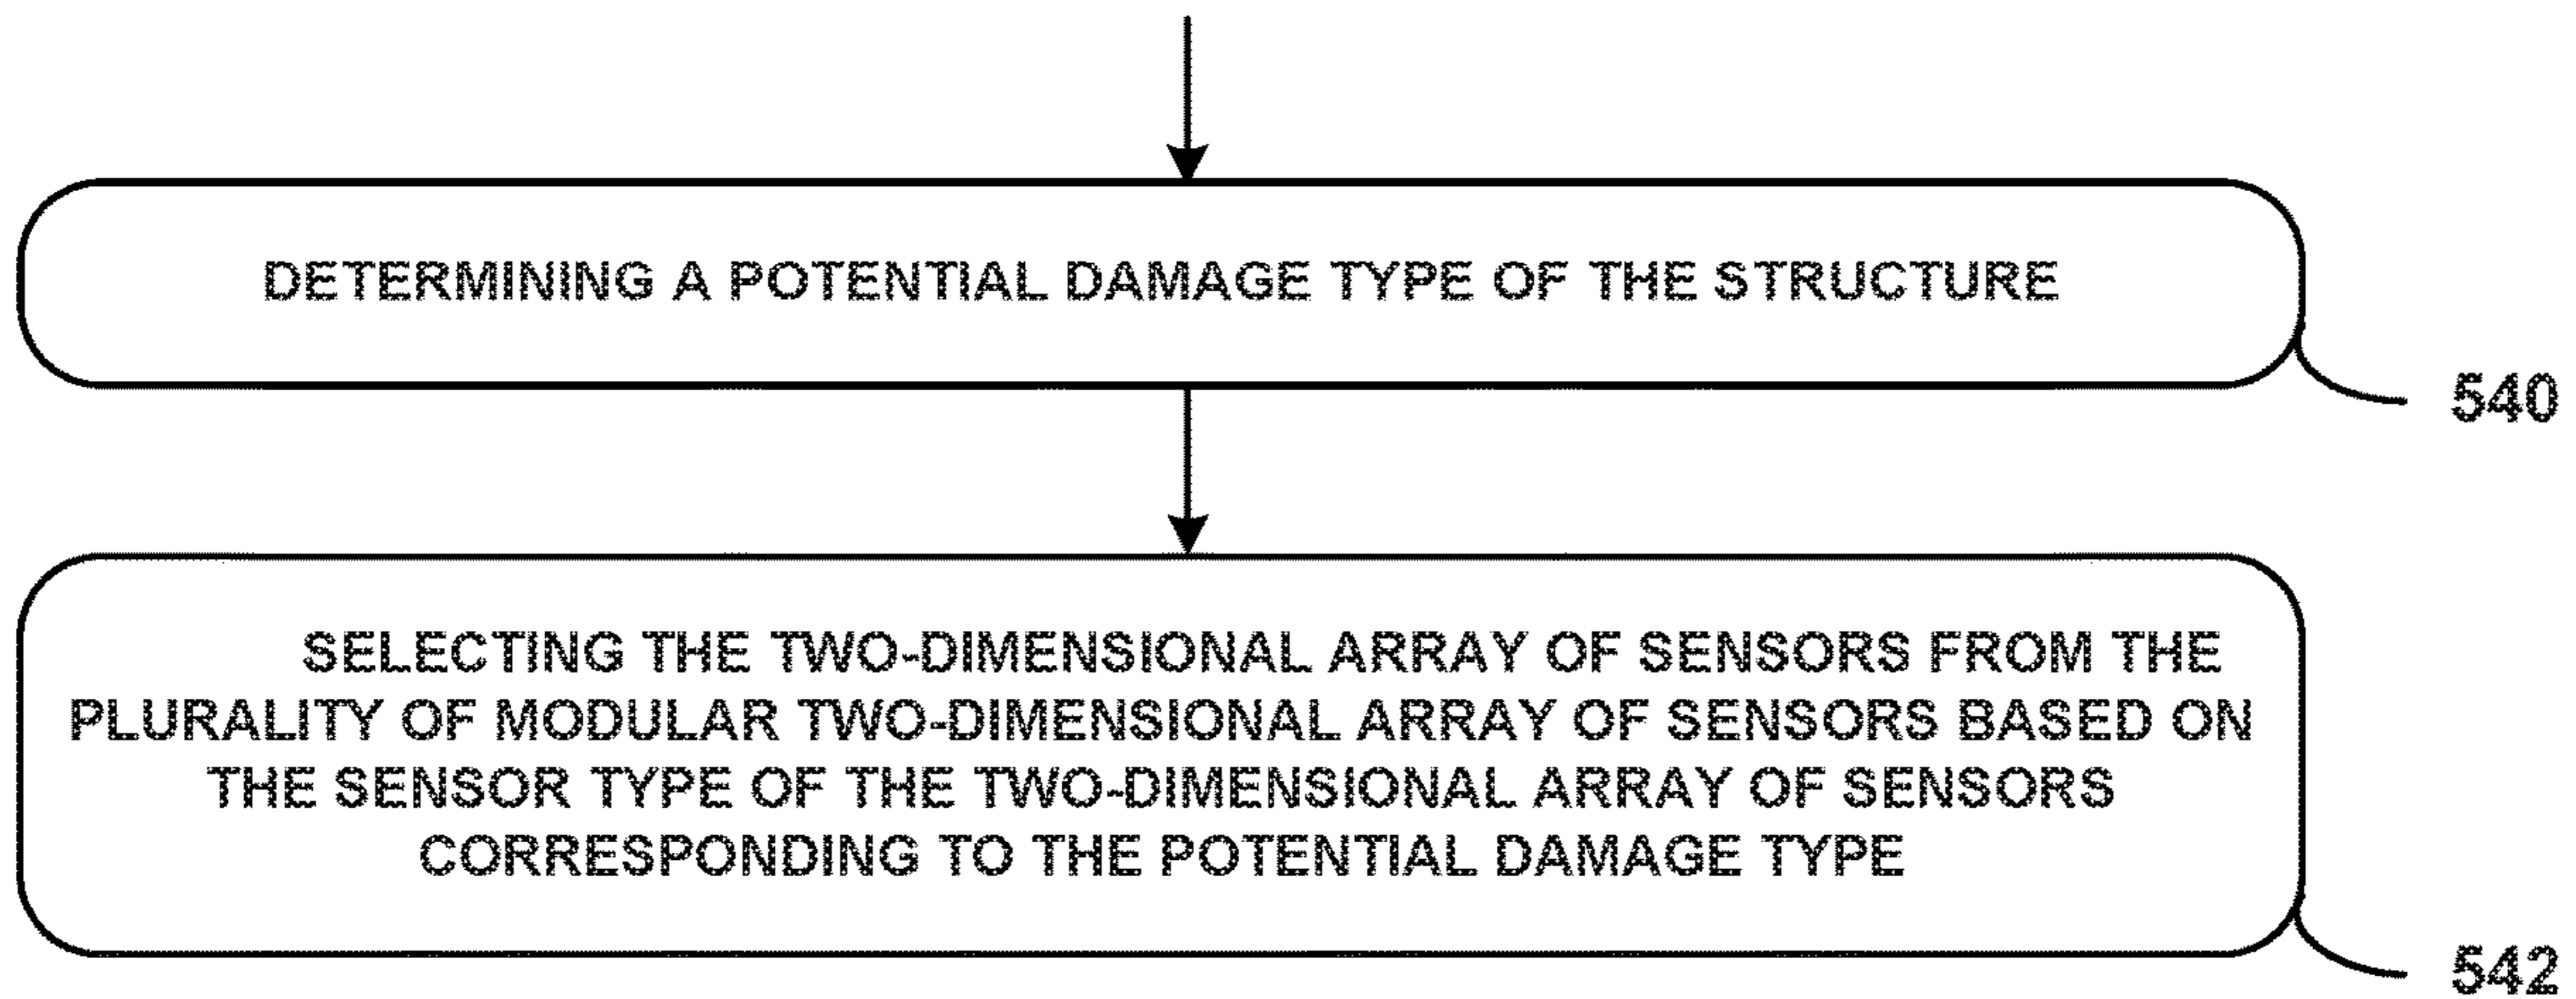 DETERMINING A POTENTIAL DAMAGE TYPE OF THE STRUCTURE
540
SELECTING THE TWO-DIMENSIONAL ARRAY OF SENSORS FROM THE
PLURALITY OF MODULAR TWO-DIMENSIONAL ARRAY OF SENSORS BASED ON
THE SENSOR TYPE OF THE TWO-DIMENSIONAL ARRAY OF SENSORS
CORRESPONDING TO THE POTENTIAL DAMAGE TYPE
542